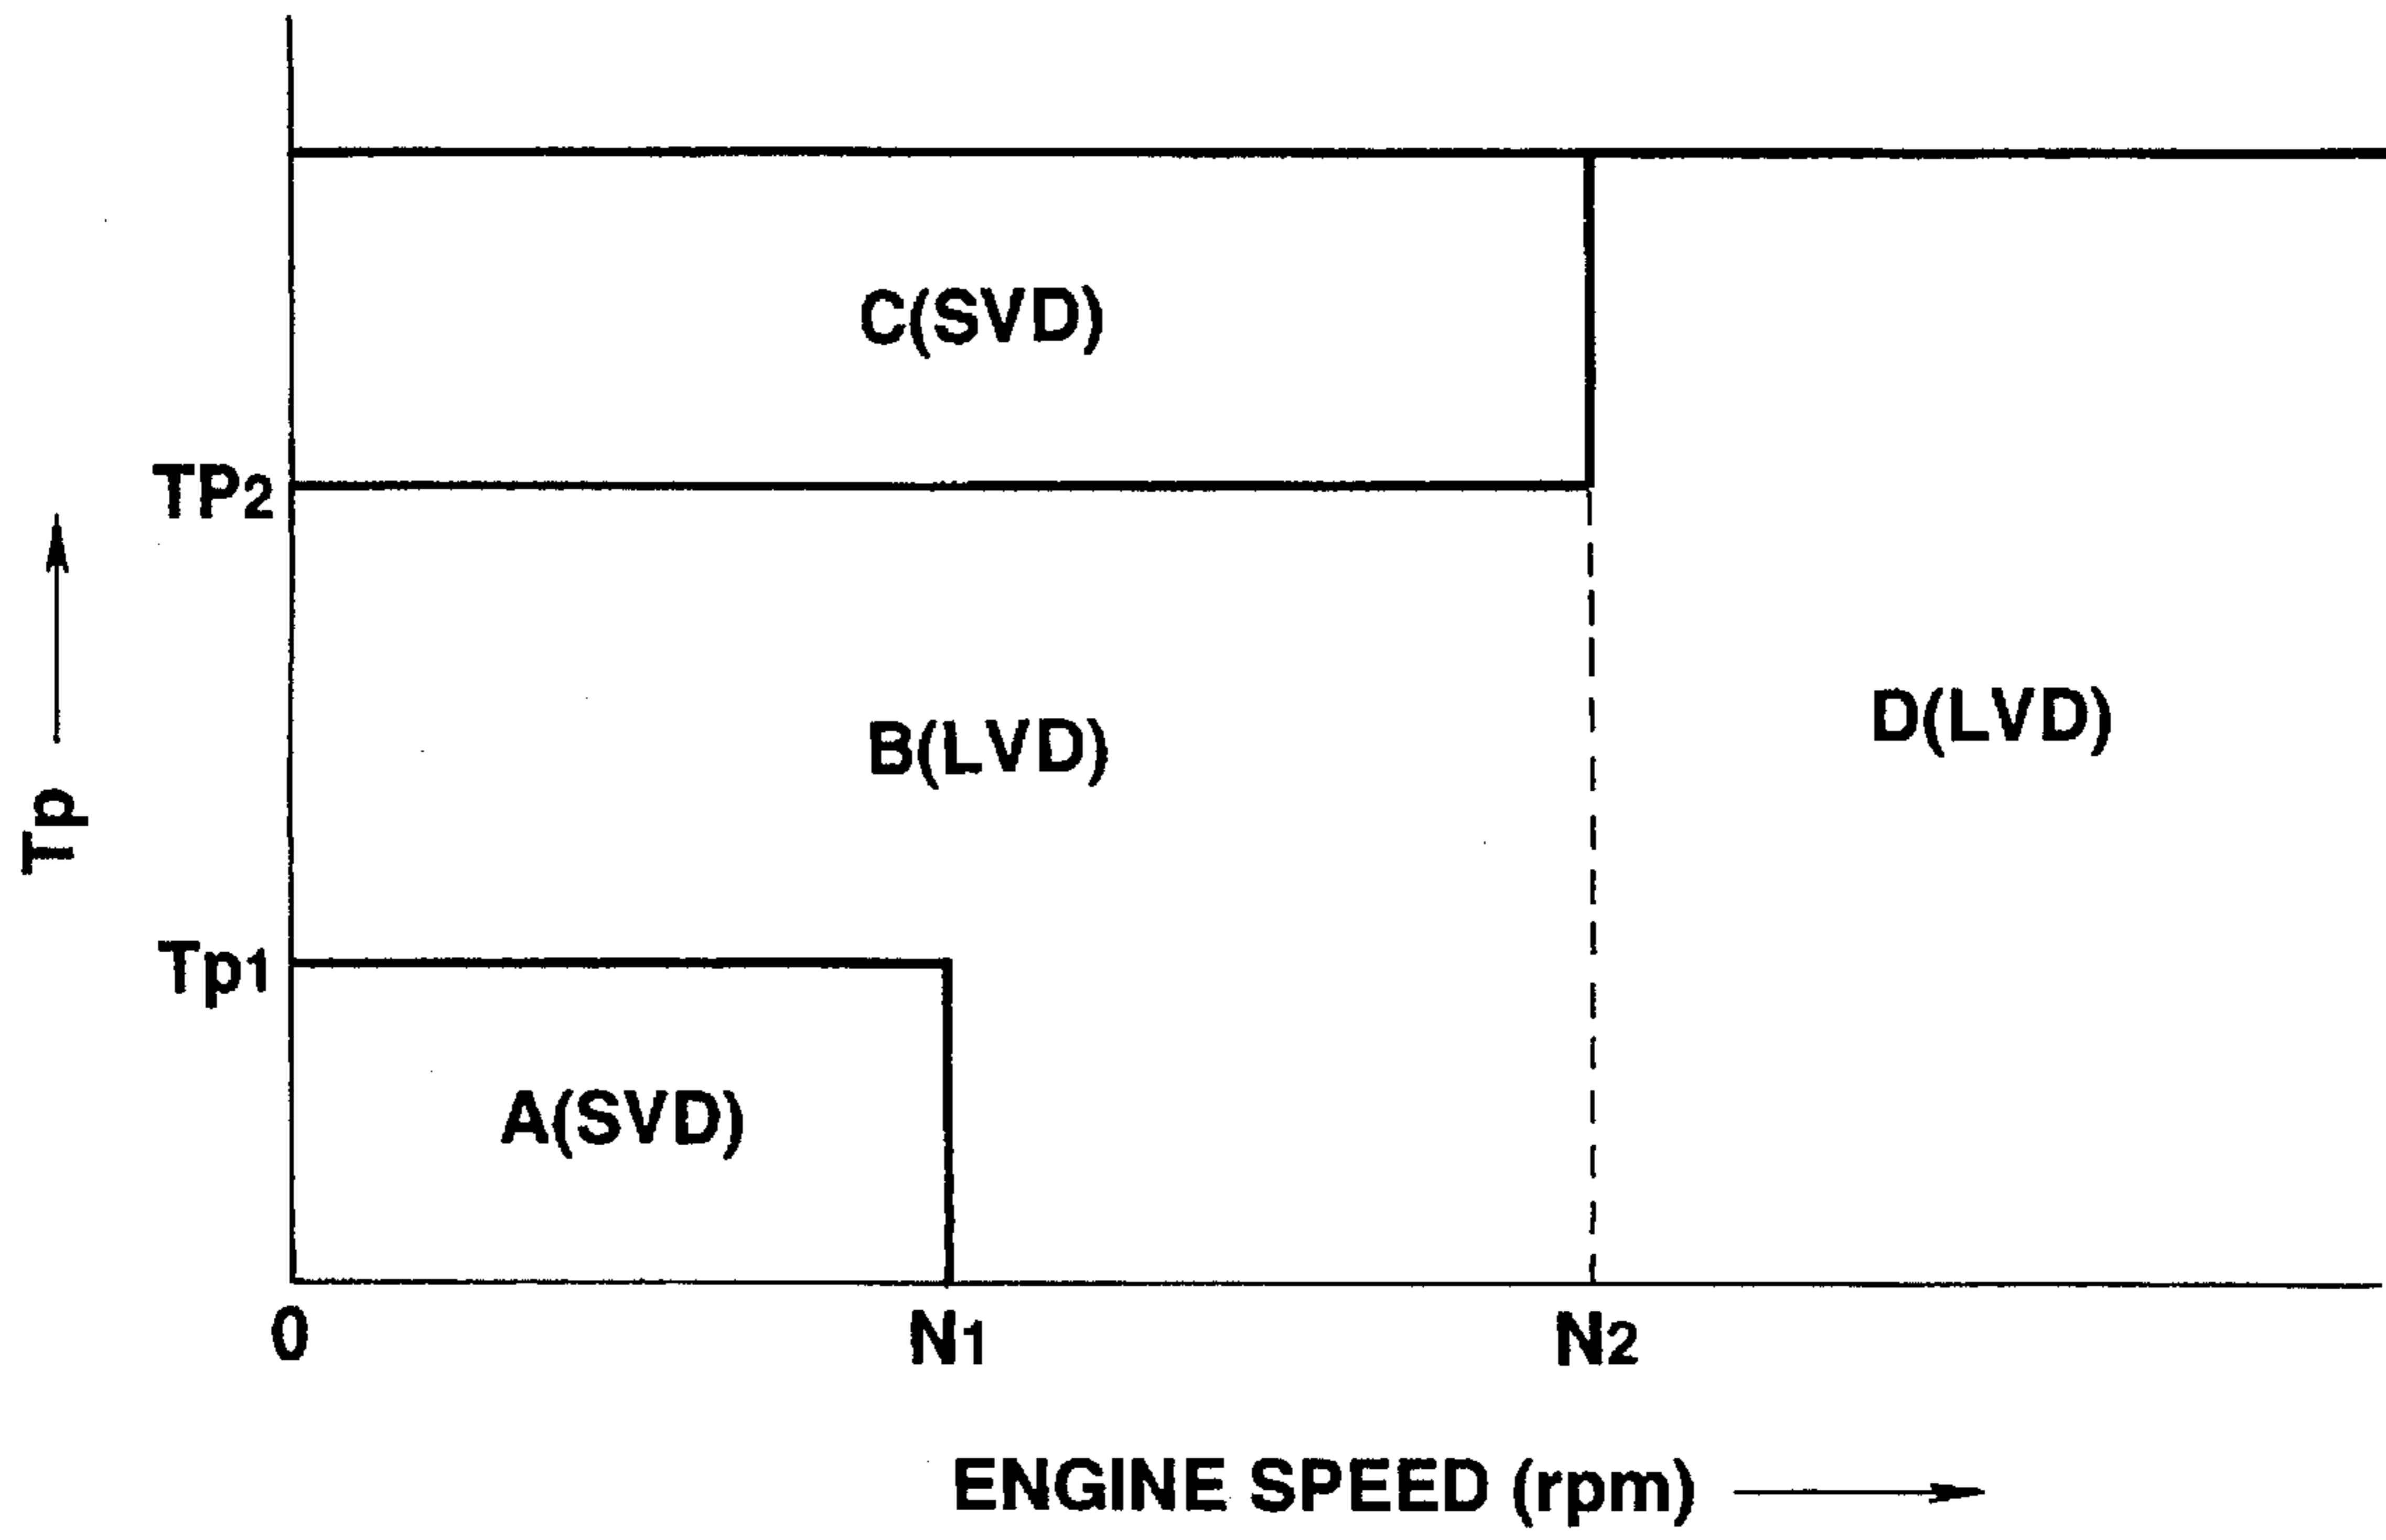 C(SVD)
TP2
B(LVD)
D(LVD)
Tp
Tp1
A(SVD)
0
N1
N2
ENGINE SPEED (rpm)